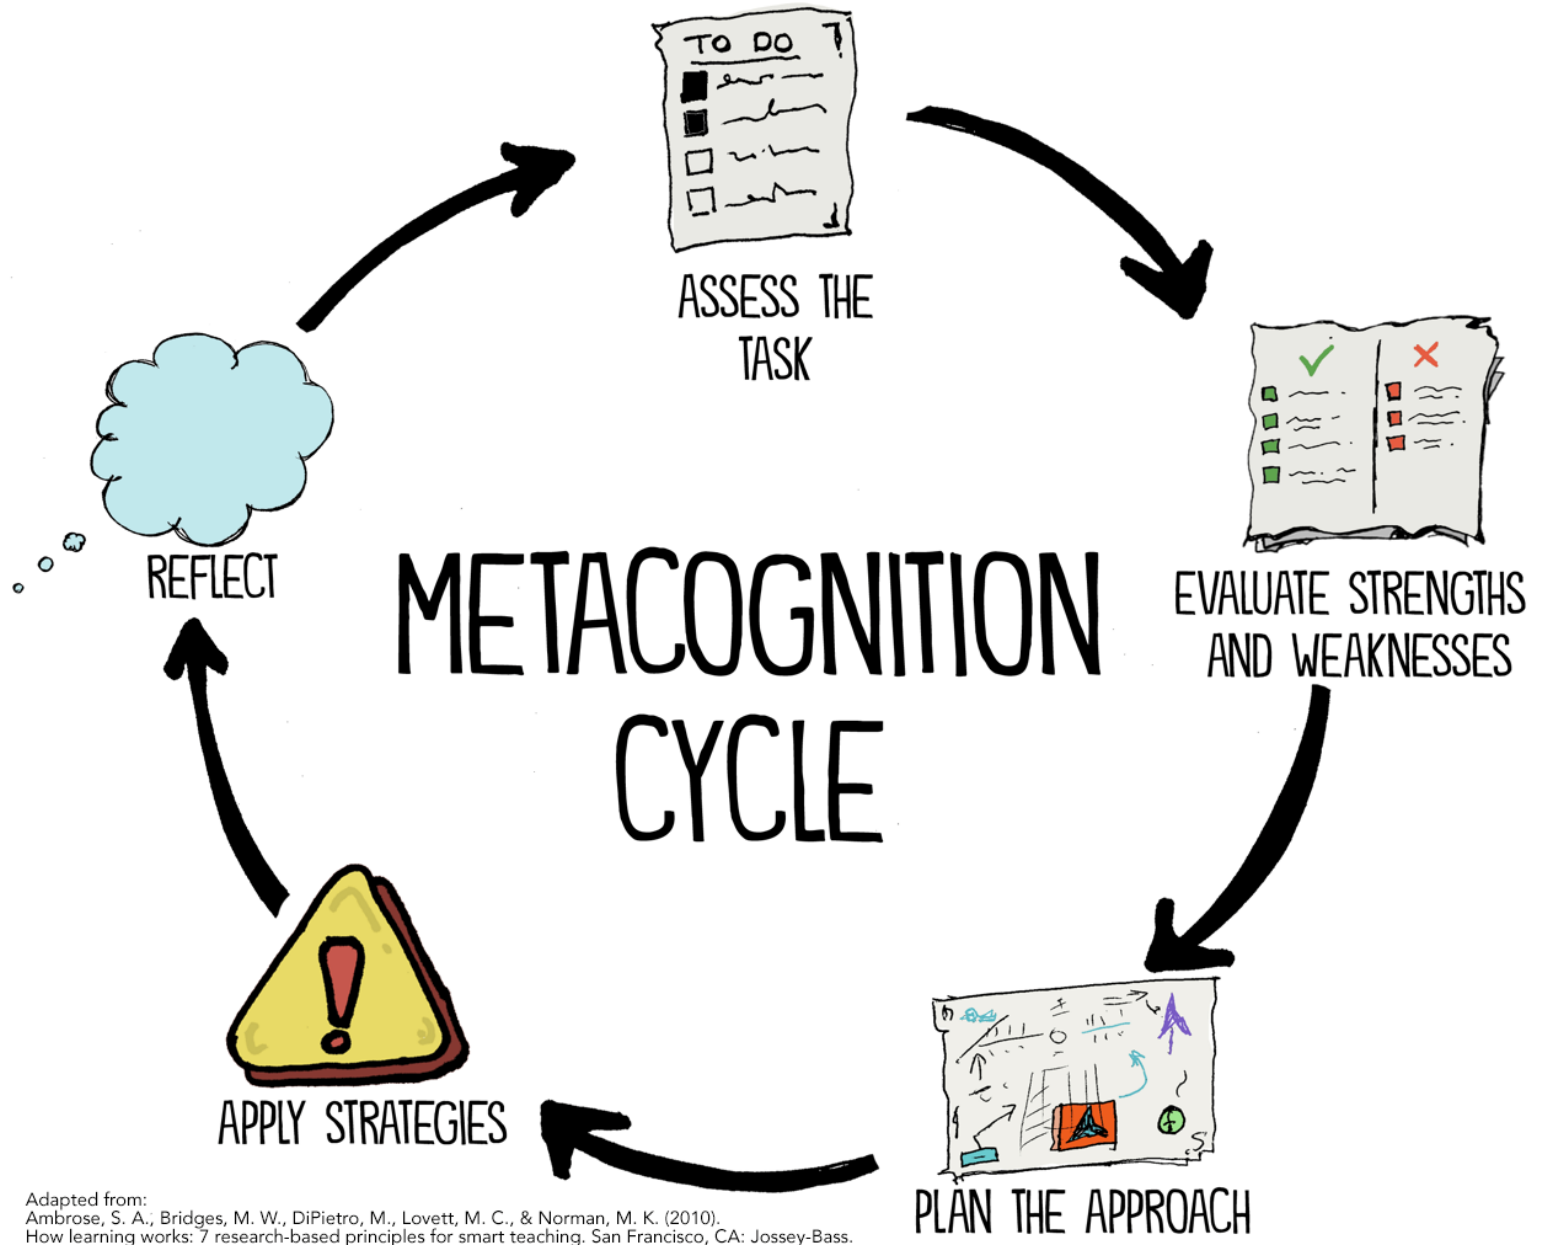 TO DO
ASSESS THE
TASK
EVALUATE STRENGTHS
AND WEAKNESSES
METACOGNITION
CYCLE
REFLECT
APPLY STRATEGIES
PLAN THE APPROACH
Adapted from:
Ambrose, S. A., Bridges, M. W., DiPietro, M., Lovett, M. C., & Norman, M. K. (2010).
How learning works: 7 research-based principles for smart teaching. San Francisco, CA: Jossey-Bass.